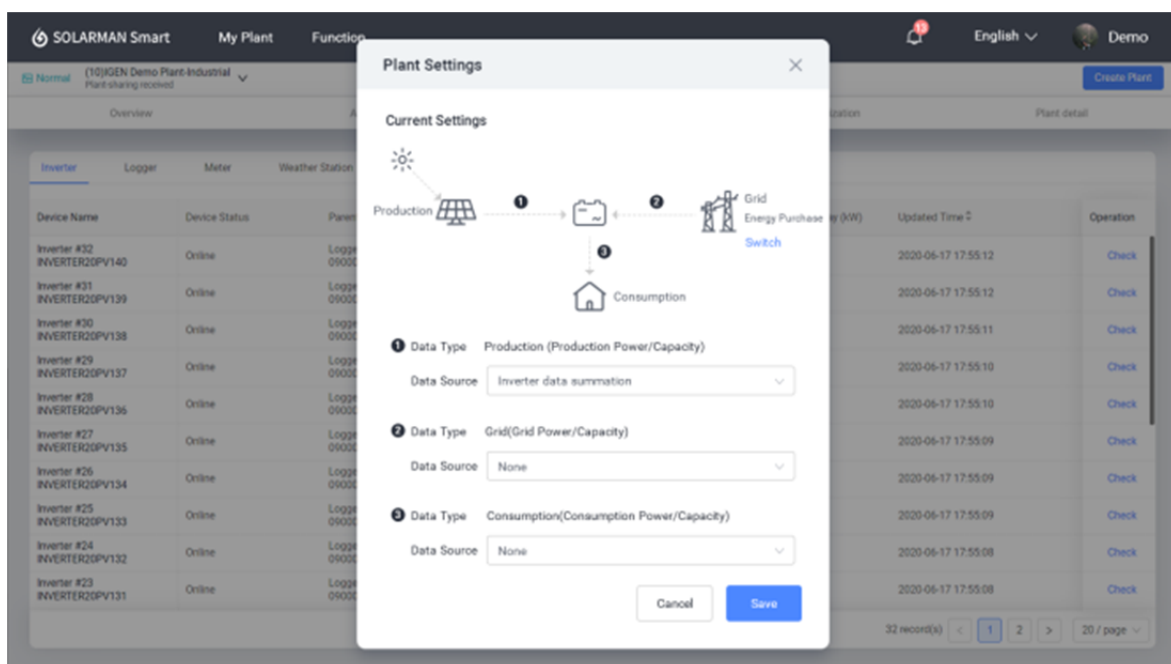 SOLARMAN Smart My Plant Function 13 English Demo
Normal (10)IGEN Demo Plant-Industrial Create Plant
Plant-sharing received
Overview Plant detail
Plant Settings
Current Settings
Inverter Logger Meter Weather Station
Device Name Device Status Updated Time Operation
Production ❶ ❷ Grid
Energy Purchase
Switch
❸
Consumption
❶ Data Type Production (Production Power/Capacity)
Data Source Inverter data summation
❷ Data Type Grid(Grid Power/Capacity)
Data Source None
❸ Data Type Consumption(Consumption Power/Capacity)
Data Source None
Cancel Save
Inverter #32
INVERTER20PV140 Online 2020-06-17 17:55:12 Check
Inverter #31
INVERTER20PV139 Online 2020-06-17 17:55:12 Check
Inverter #30
INVERTER20PV138 Online 2020-06-17 17:55:11 Check
Inverter #29
INVERTER20PV137 Online 2020-06-17 17:55:10 Check
Inverter #28
INVERTER20PV136 Online 2020-06-17 17:55:10 Check
Inverter #27
INVERTER20PV135 Online 2020-06-17 17:55:09 Check
Inverter #26
INVERTER20PV134 Online 2020-06-17 17:55:09 Check
Inverter #25
INVERTER20PV133 Online 2020-06-17 17:55:09 Check
Inverter #24
INVERTER20PV132 Online 2020-06-17 17:55:08 Check
Inverter #23
INVERTER20PV131 Online 2020-06-17 17:55:08 Check
32 record(s) < 1 2 > 20 / page